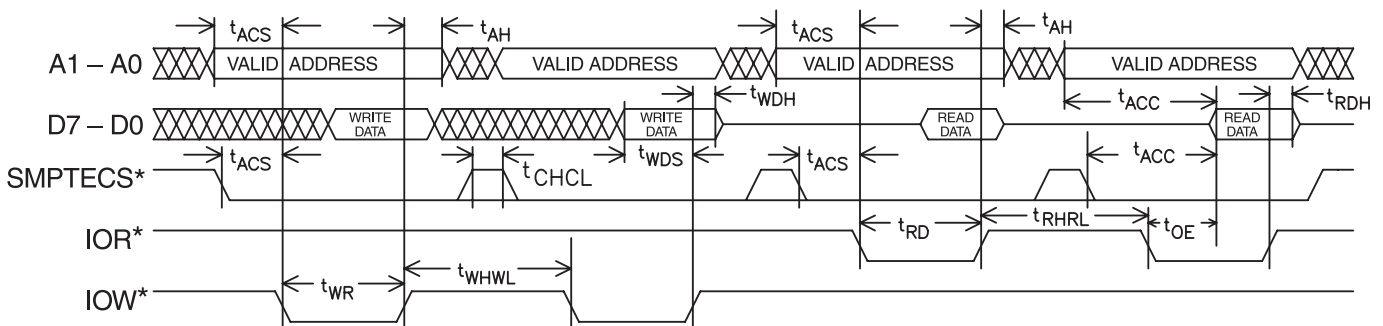 tACS tAH tACS tAH
A1 – A0 VALID ADDRESS VALID ADDRESS VALID ADDRESS VALID ADDRESS
tWDH tACC tRDH
D7 – D0 WRITE DATA WRITE DATA READ DATA READ DATA
tACS tCHCL tWDS tACS tACC
SMPTECS*
IOR* tRD tRHRL tOE
tWR tWHWL
IOW*